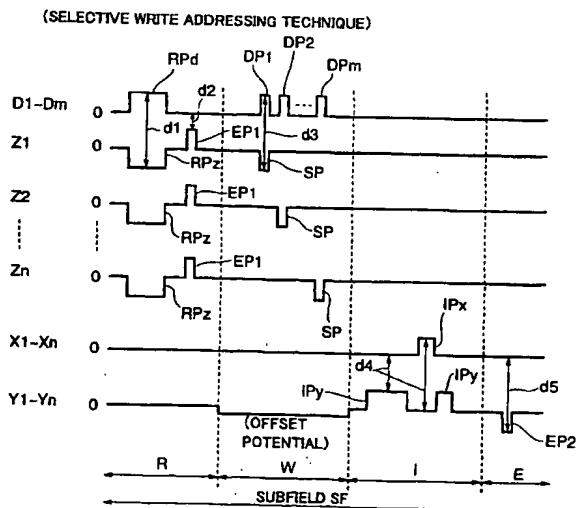 (SELECTIVE WRITE ADDRESSING TECHNIQUE)
RPd
DP1
DP2
DPm
D1~Dm 0
d2
d1
EP1
d3
Z1 0
RPz
SP
Z2
EP1
RPz
SP
Zn 0
EP1
RPz
SP
IPx
X1~Xn 0
d4
IPy
IPy
d5
Y1~Yn 0
(OFFSET
POTENTIAL)
EP2
R W I E
SUBFIELD SF